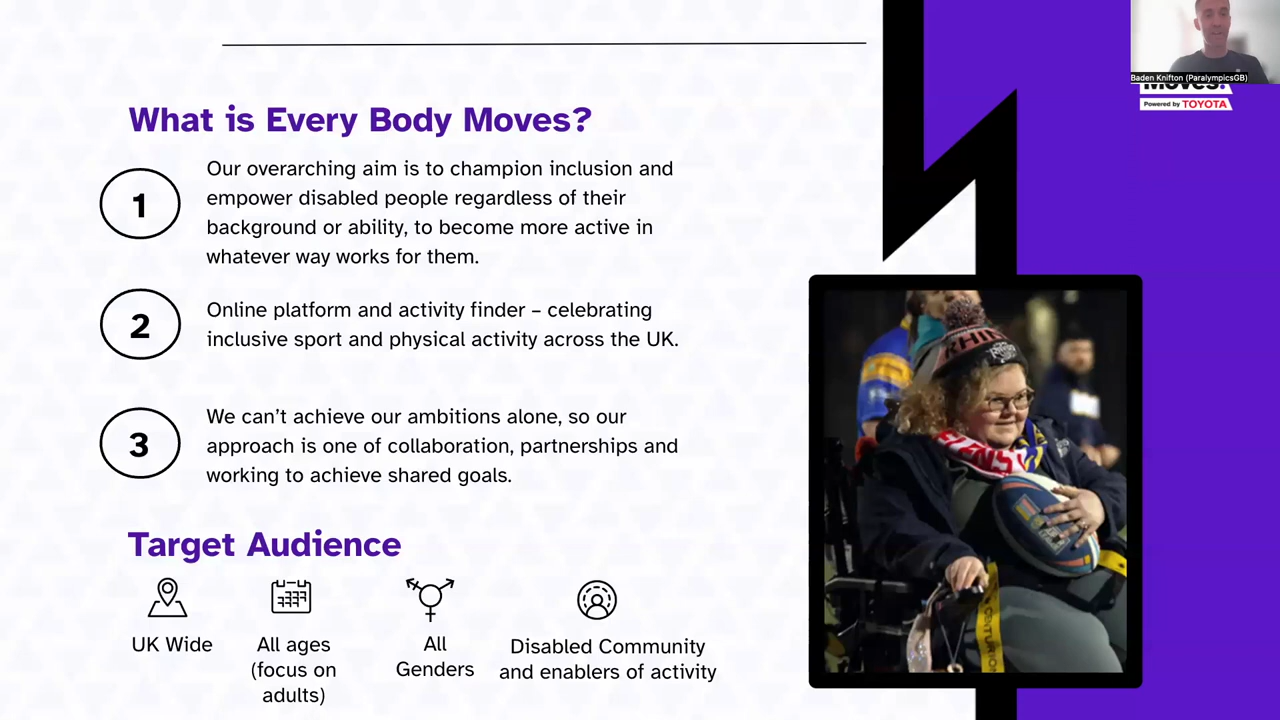 What is Every Body Moves?
1
Our overarching aim is to champion inclusion and
empower disabled people regardless of their
background or ability, to become more active in
whatever way works for them.
2
Online platform and activity finder – celebrating
inclusive sport and physical activity across the UK.
3
We can’t achieve our ambitions alone, so our
approach is one of collaboration, partnerships and
working to achieve shared goals.
Target Audience
UK Wide
All ages
(focus on
adults)
All
Genders
Disabled Community
and enablers of activity
Baden Knifton (ParalympicsGB)
Moves.
Powered by TOYOTA
RHIN
CENTURION